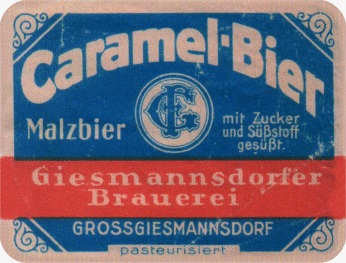 Caramel-Bier
Malzbier
G
mit Zucker
und Süßstoff
gesüßt.
Giesmannsdorfer
Brauerei
GROSSGIESMANNSDORF
pasteurisiert